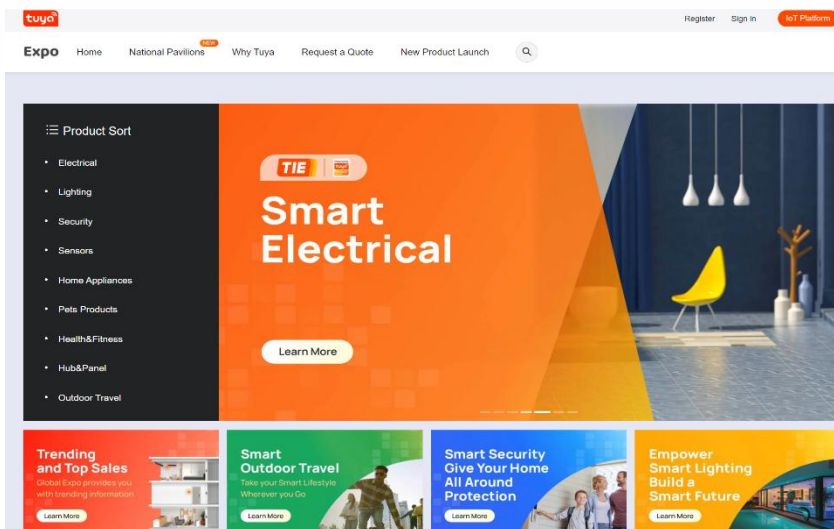 tuya
Register Sign In IoT Platform
Expo Home National Pavilions NEW Why Tuya Request a Quote New Product Launch
Product Sort
• Electrical
• Lighting
• Security
• Sensors
• Home Appliances
• Pets Products
• Health&Fitness
• Hub&Panel
• Outdoor Travel
TIE
Smart
Electrical
Learn More
Trending
and Top Sales
Global Expo provides you
with trending information
Learn More
Smart
Outdoor Travel
Take your Smart Lifestyle
Wherever you Go
Learn More
Smart Security
Give Your Home
All Around
Protection
Learn More
Empower
Smart Lighting
Build a
Smart Future
Learn More